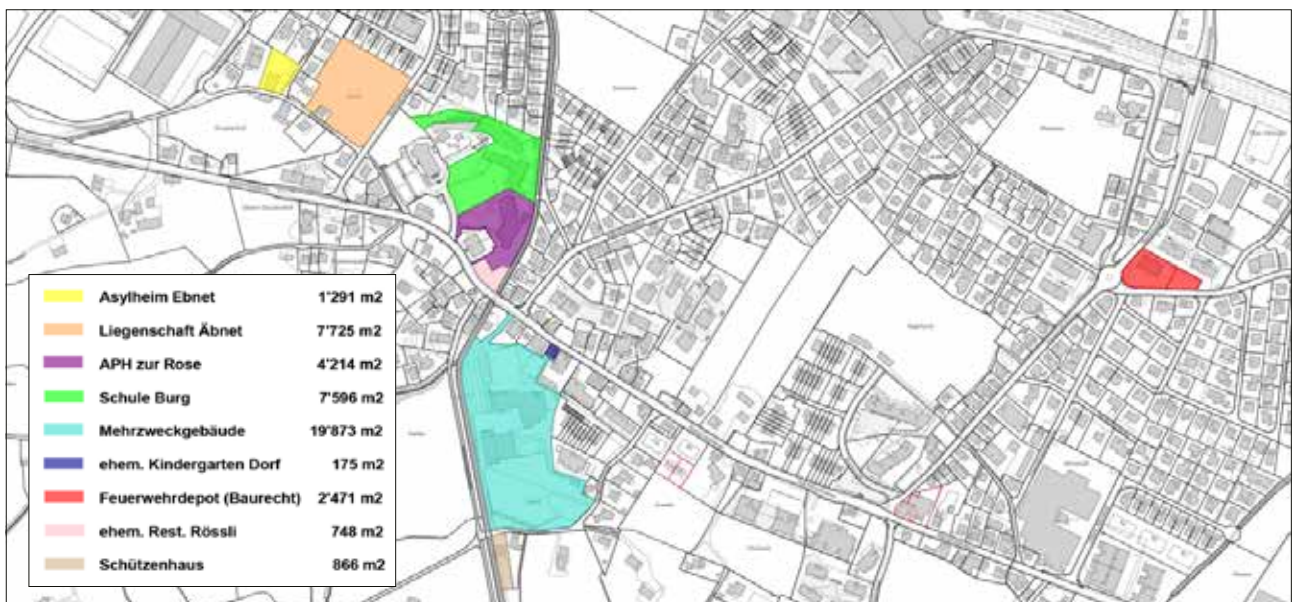 Asylheim Ebnet 1'291 m2
Liegenschaft Äbnet 7'725 m2
APH zur Rose 4'214 m2
Schule Burg 7'596 m2
Mehrzweckgebäude 19'873 m2
ehem. Kindergarten Dorf 175 m2
Feuerwehrdepot (Baurecht) 2'471 m2
ehem. Rest. Rössli 748 m2
Schützenhaus 866 m2